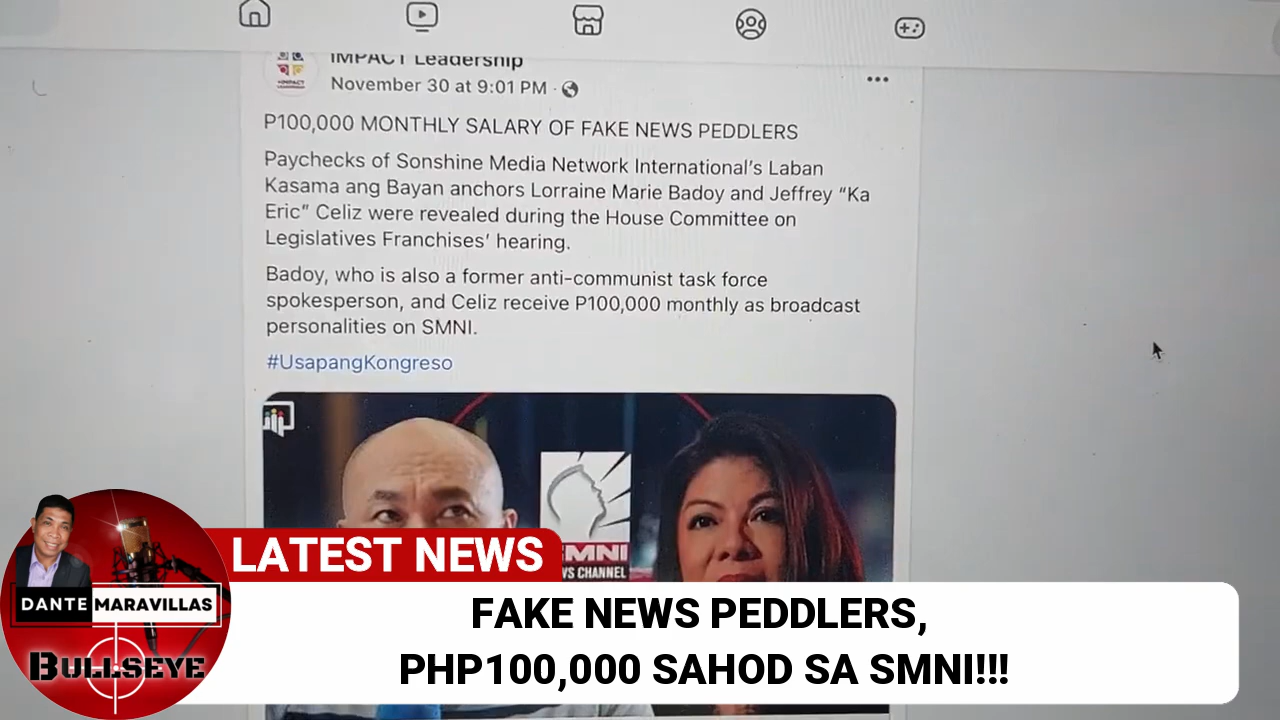 IMPACT Leadership
November 30 at 9:01 PM ·
P100,000 MONTHLY SALARY OF FAKE NEWS PEDDLERS
Paychecks of Sonshine Media Network International's Laban
Kasama ang Bayan anchors Lorraine Marie Badoy and Jeffrey “Ka
Eric” Celiz were revealed during the House Committee on
Legislatives Franchises’ hearing.
Badoy, who is also a former anti-communist task force
spokesperson, and Celiz receive P100,000 monthly as broadcast
personalities on SMNI.
#UsapangKongreso
LATEST NEWS
DANTE MARAVILLAS
BULLSEYE
FAKE NEWS PEDDLERS,
PHP100,000 SAHOD SA SMNI!!!